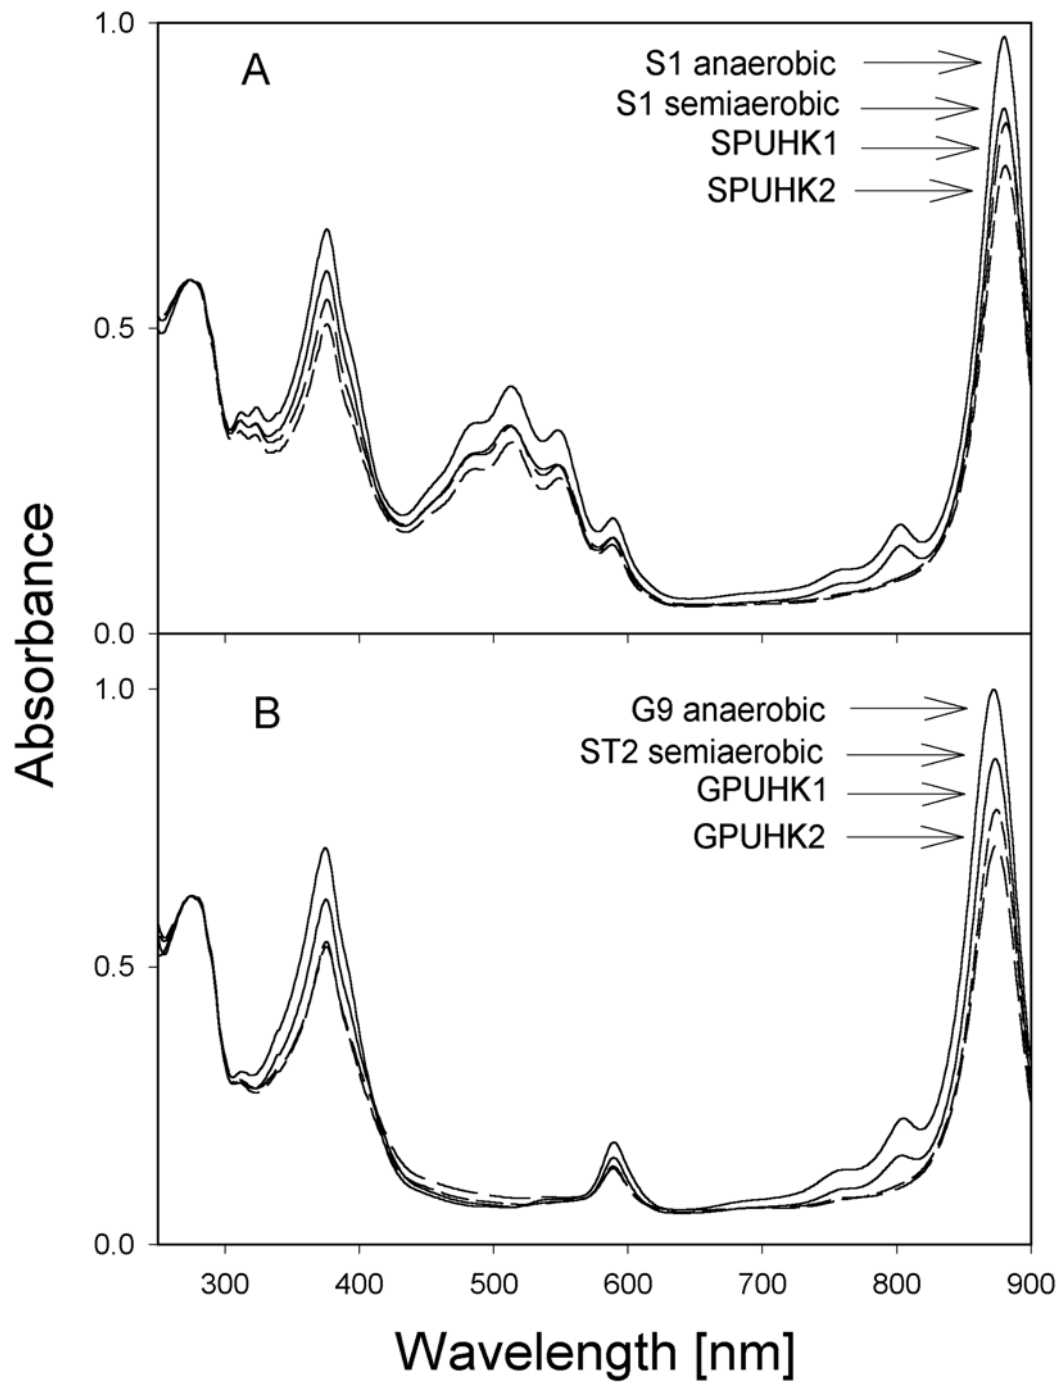 1.0
A
S1 anaerobic
S1 semiaerobic
SPUHK1
SPUHK2
0.5
0.0
Absorbance
1.0
B
G9 anaerobic
ST2 semiaerobic
GPUHK1
GPUHK2
0.5
0.0
300 400 500 600 700 800 900
Wavelength [nm]